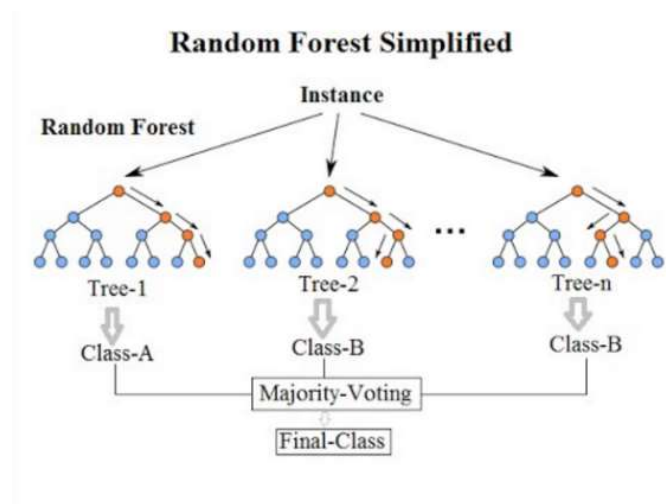 Random Forest Simplified
Instance
Random Forest
...
Tree-1 Tree-2 Tree-n
Class-A Class-B Class-B
Majority-Voting
Final-Class